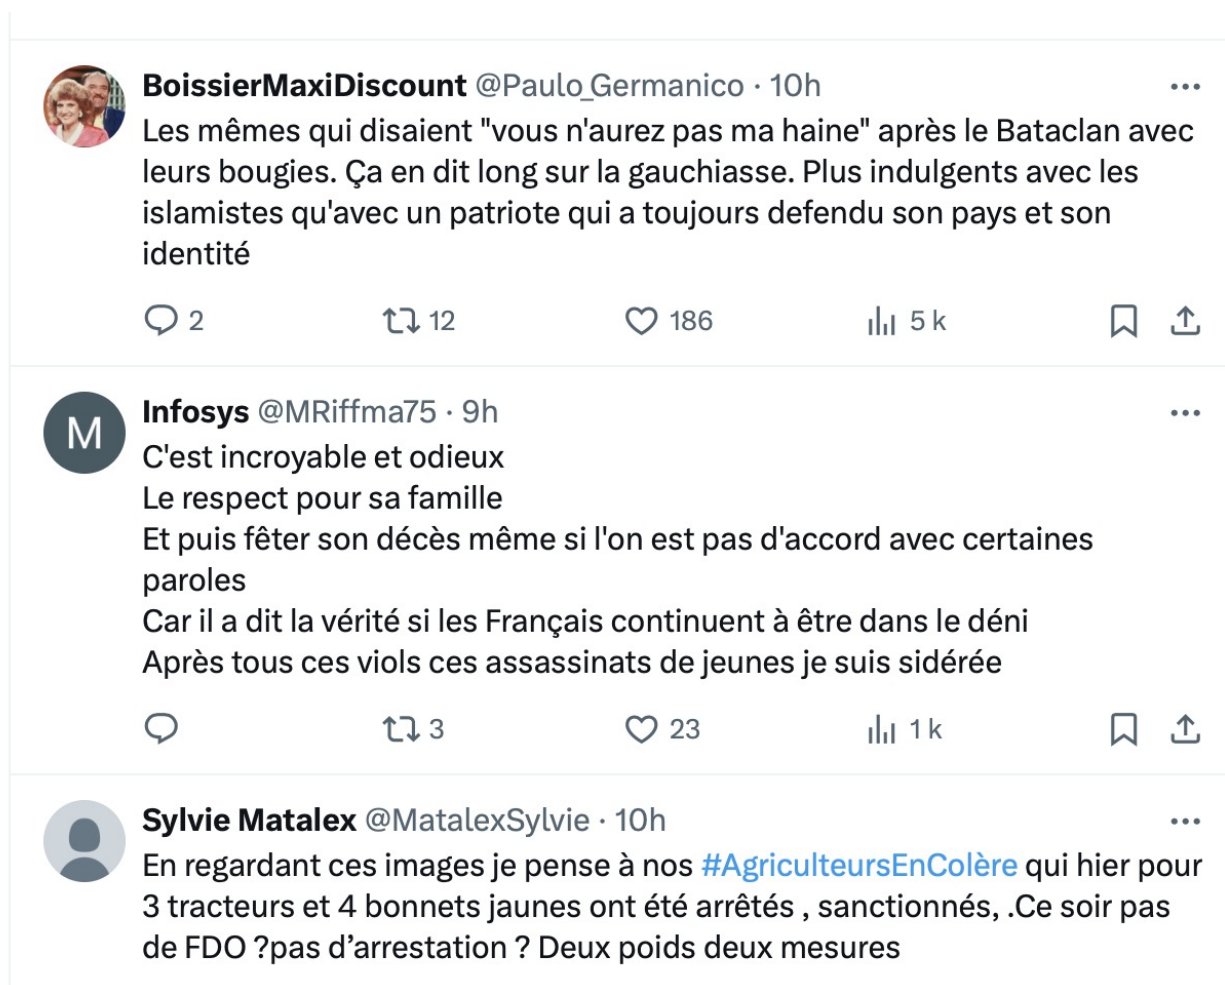 BoissierMaxiDiscount @Paulo_Germanico · 10h
Les mêmes qui disaient "vous n'aurez pas ma haine" après le Bataclan avec
leurs bougies. Ça en dit long sur la gauchiasse. Plus indulgents avec les
islamistes qu'avec un patriote qui a toujours defendu son pays et son
identité
2 12 186 5 k
M
Infosys @MRiffma75 · 9h
C'est incroyable et odieux
Le respect pour sa famille
Et puis fêter son décès même si l'on est pas d'accord avec certaines
paroles
Car il a dit la vérité si les Français continuent à être dans le déni
Après tous ces viols ces assassinats de jeunes je suis sidérée
3 23 1 k
Sylvie Matalex @MatalexSylvie · 10h
En regardant ces images je pense à nos #AgriculteursEnColère qui hier pour
3 tracteurs et 4 bonnets jaunes ont été arrêtés , sanctionnés, .Ce soir pas
de FDO ?pas d’arrestation ? Deux poids deux mesures